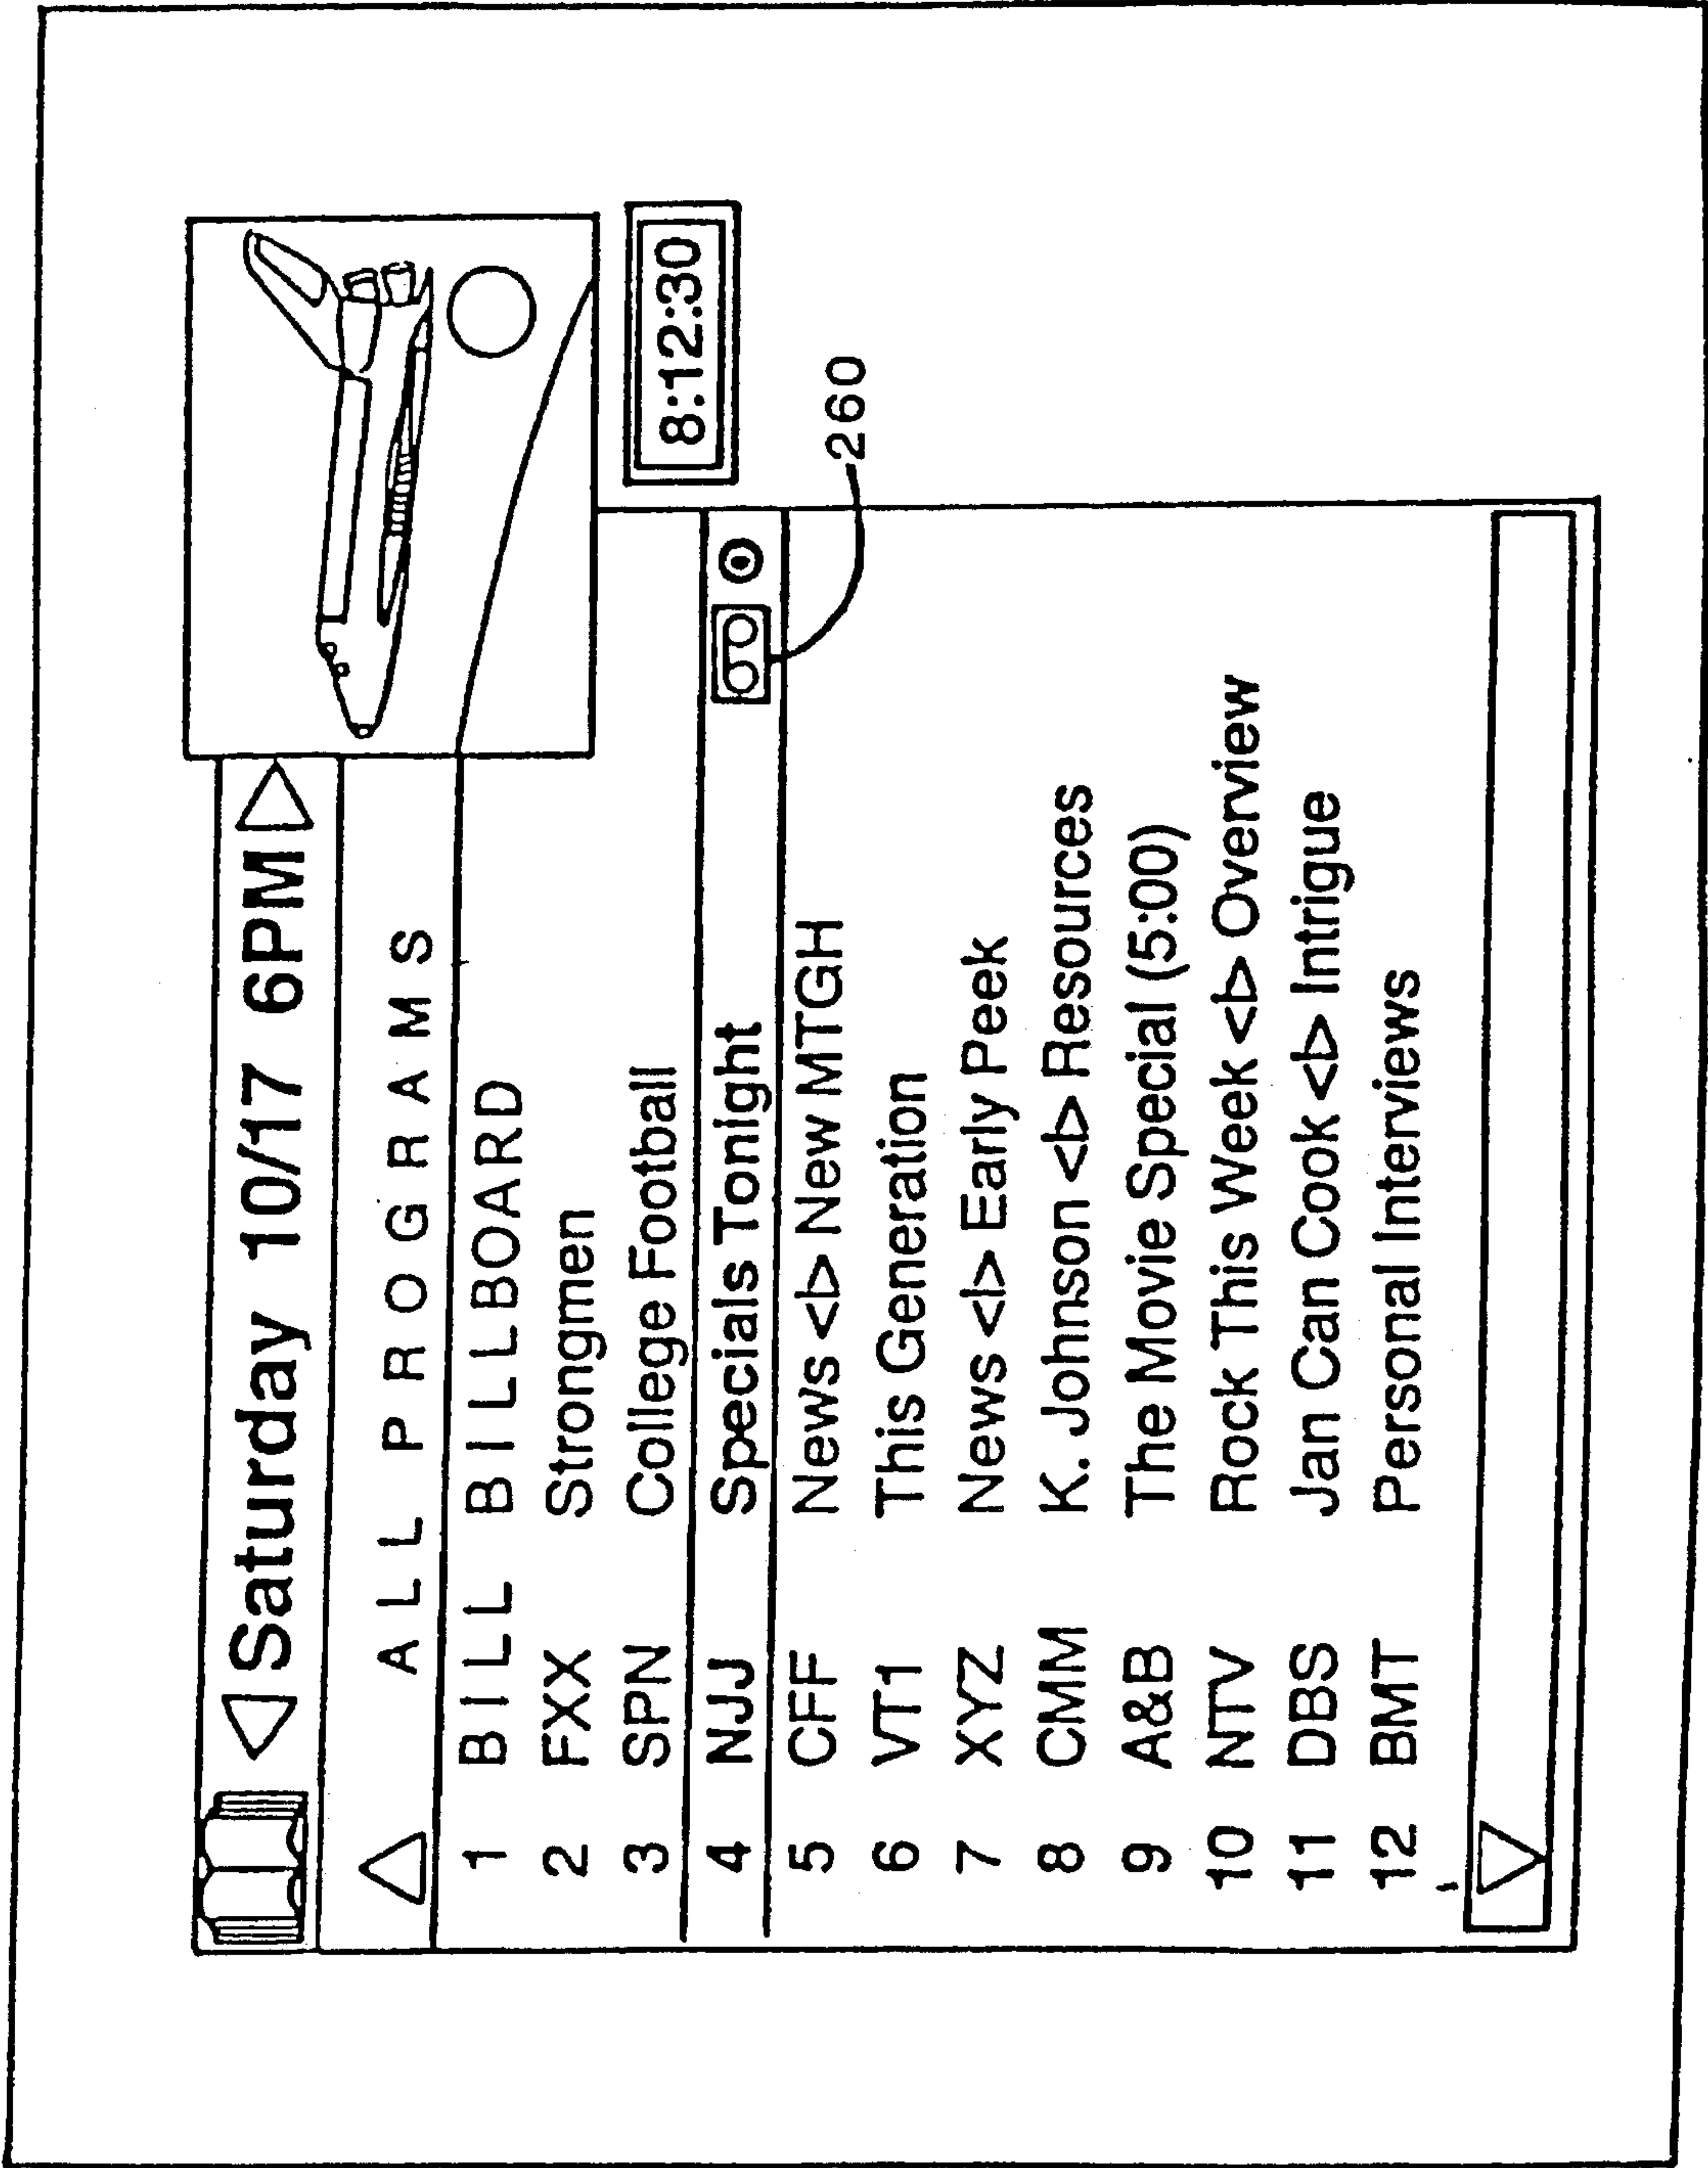 Saturday 10/17 6PM
ALL PROGRAMS
8:12:30
1 BILL BILLBOARD
2 FXX Strongmen
3 SPN College Football
4 NJJ Specials Tonight
260
5 CFF News <b> New MTGH
6 VT1 This Generation
7 XYZ News <b> Early Peek
8 CMM K. Johnson <b> Resources
9 A&B The Movie Special (5:00)
10 NTV Rock This Week <b> Overview
11 DBS Jan Can Cook <b> Intrigue
12 BMT Personal Interviews